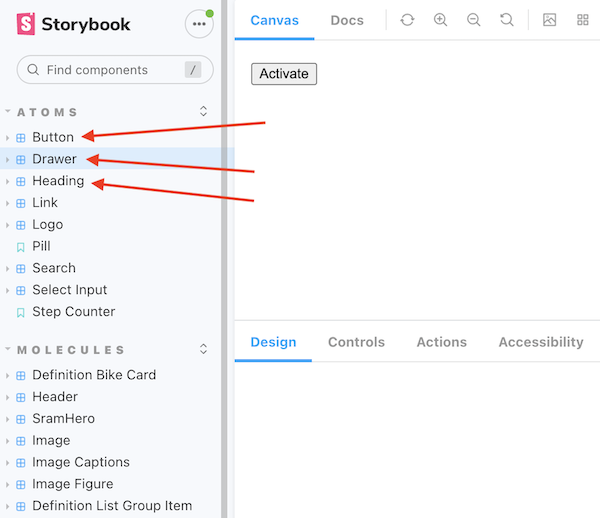 Storybook
Find components /
ATOMS
Button
Drawer
Heading
Link
Logo
Pill
Search
Select Input
Step Counter
MOLECULES
Definition Bike Card
Header
SramHero
Image
Image Captions
Image Figure
Definition List Group Item
Canvas Docs
Activate
Design Controls Actions Accessibility